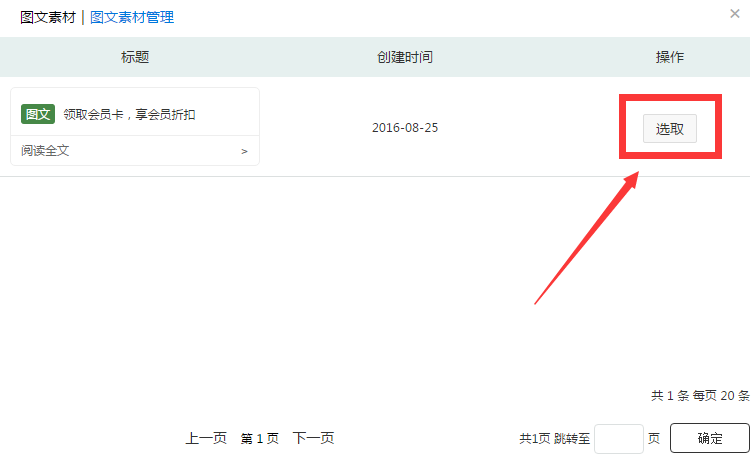 图文素材 | 图文素材管理 ×
标题 创建时间 操作
图文 领取会员卡，享会员折扣
2016-08-25 选取
阅读全文 >
共 1 条 每页 20 条
上一页 第 1 页 下一页 共1页 跳转至 页 确定